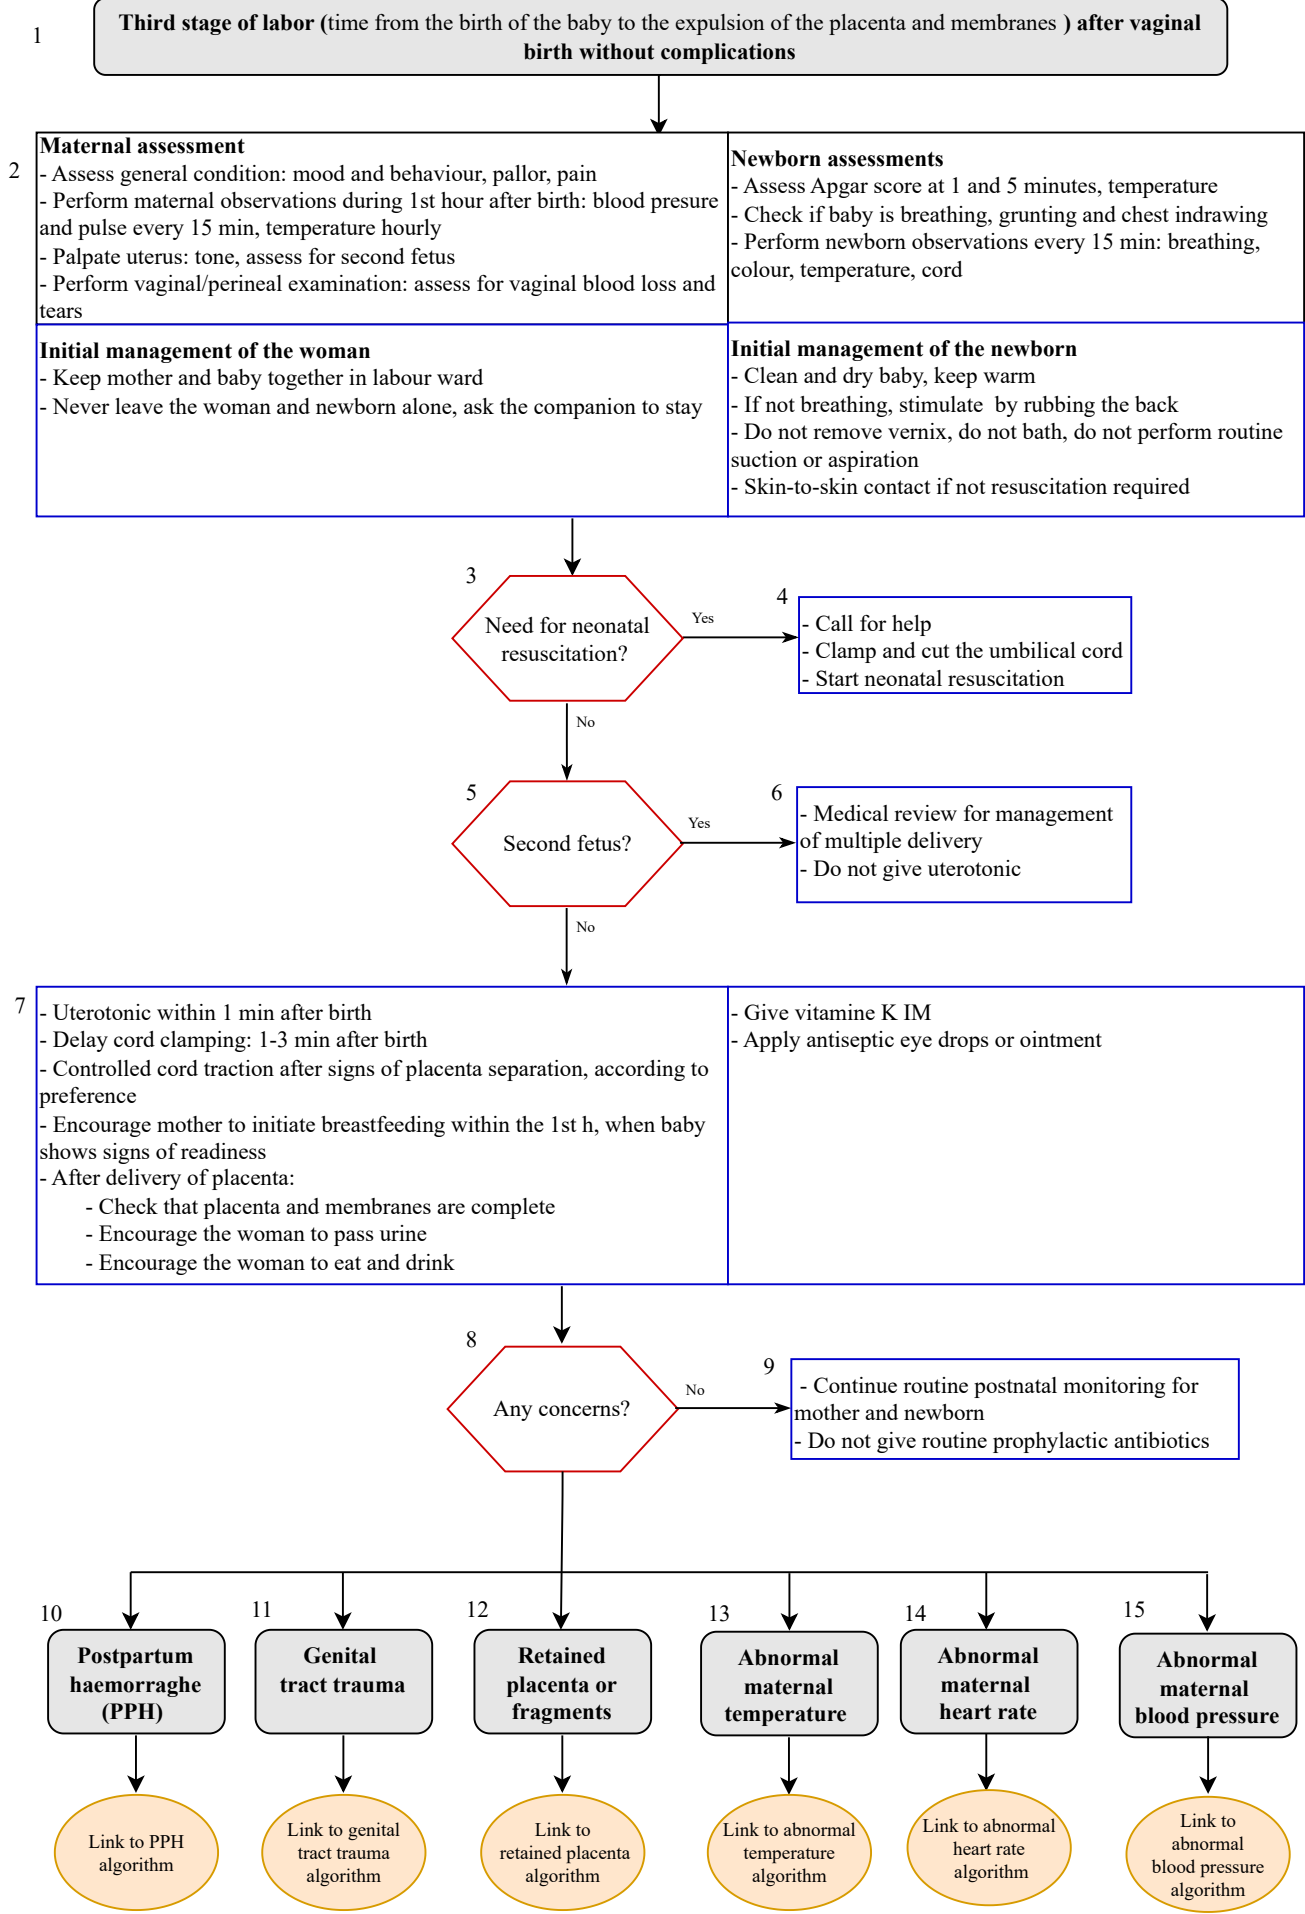 1
Third stage of labor (time from the birth of the baby to the expulsion of the placenta and membranes ) after vaginal
birth without complications
2
Maternal assessment
- Assess general condition: mood and behaviour, pallor, pain
- Perform maternal observations during 1st hour after birth: blood presure
and pulse every 15 min, temperature hourly
- Palpate uterus: tone, assess for second fetus
- Perform vaginal/perineal examination: assess for vaginal blood loss and
tears
Newborn assessments
- Assess Apgar score at 1 and 5 minutes, temperature
- Check if baby is breathing, grunting and chest indrawing
- Perform newborn observations every 15 min: breathing,
colour, temperature, cord
Initial management of the woman
- Keep mother and baby together in labour ward
- Never leave the woman and newborn alone, ask the companion to stay
Initial management of the newborn
- Clean and dry baby, keep warm
- If not breathing, stimulate by rubbing the back
- Do not remove vernix, do not bath, do not perform routine
suction or aspiration
- Skin-to-skin contact if not resuscitation required
3
Need for neonatal
resuscitation?
Yes
4
- Call for help
- Clamp and cut the umbilical cord
- Start neonatal resuscitation
No
5
Second fetus?
Yes
6
- Medical review for management
of multiple delivery
- Do not give uterotonic
No
7
- Uterotonic within 1 min after birth
- Delay cord clamping: 1-3 min after birth
- Controlled cord traction after signs of placenta separation, according to
preference
- Encourage mother to initiate breastfeeding within the 1st h, when baby
shows signs of readiness
- After delivery of placenta:
- Check that placenta and membranes are complete
- Encourage the woman to pass urine
- Encourage the woman to eat and drink
- Give vitamine K IM
- Apply antiseptic eye drops or ointment
8
Any concerns?
No
9
- Continue routine postnatal monitoring for
mother and newborn
- Do not give routine prophylactic antibiotics
10
Postpartum
haemorraghe
(PPH)
11
Genital
tract trauma
12
Retained
placenta or
fragments
13
Abnormal
maternal
temperature
14
Abnormal
maternal
heart rate
15
Abnormal
maternal
blood pressure
Link to PPH
algorithm
Link to genital
tract trauma
algorithm
Link to
retained placenta
algorithm
Link to abnormal
temperature
algorithm
Link to abnormal
heart rate
algorithm
Link to
abnormal
blood pressure
algorithm